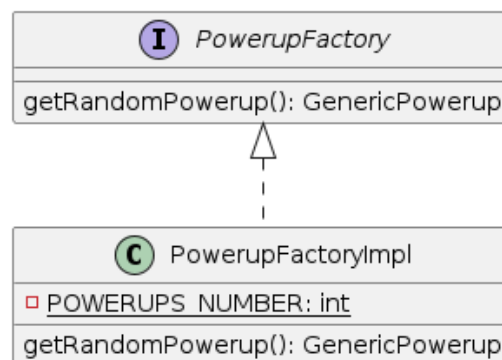 I PowerupFactory
getRandomPowerup(): GenericPowerup
C PowerupFactoryImpl
POWERUPS_NUMBER: int
getRandomPowerup(): GenericPowerup